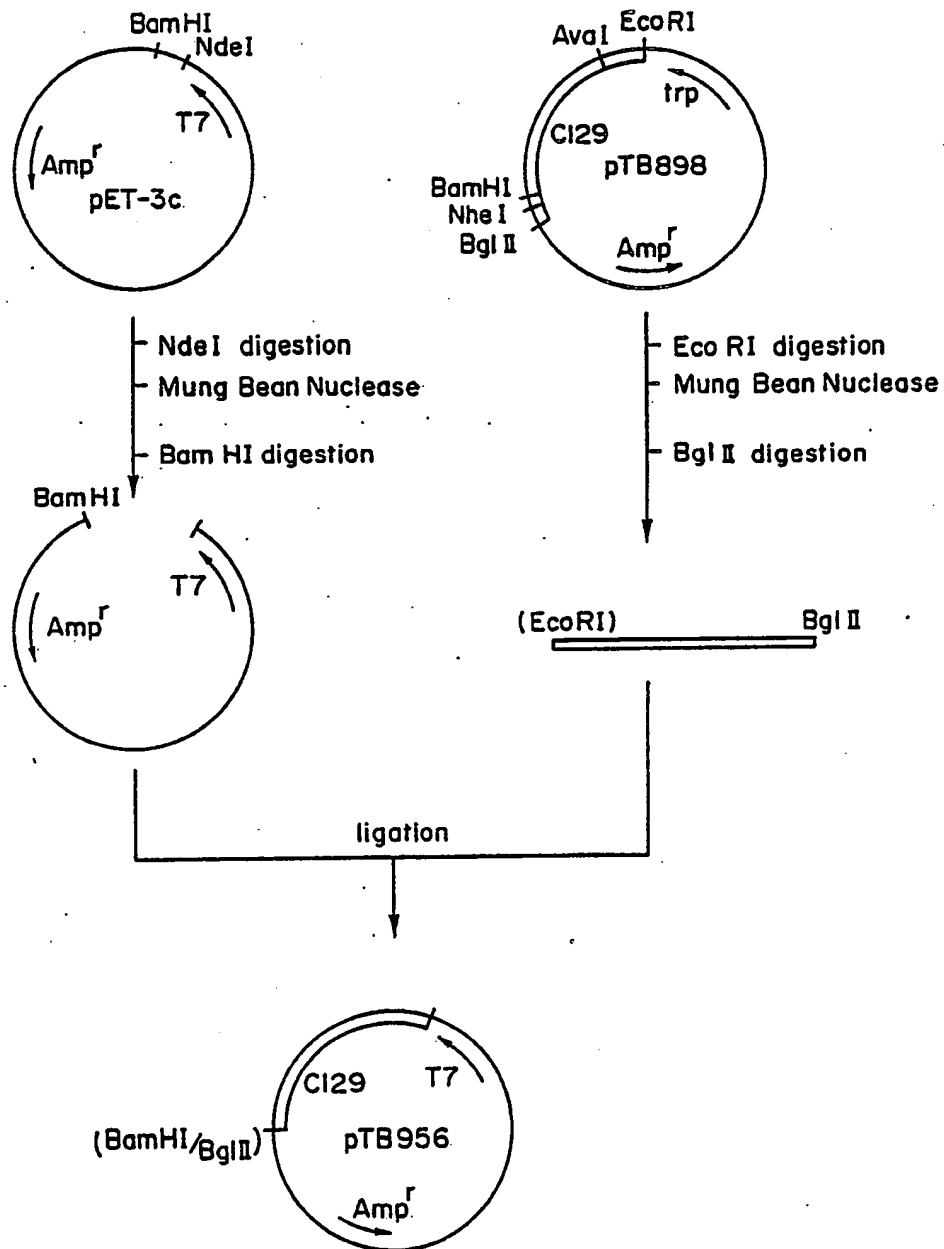 BamHI
NdeI
T7
Amp^r
pET-3c
EcoRI
AvaI
trp
C129
pTB898
BamHI
NheI
BglII
Amp^r
NdeI digestion
Mung Bean Nuclease
Bam HI digestion
Eco RI digestion
Mung Bean Nuclease
BglII digestion
BamHI
T7
Amp^r
(EcoRI)
BglII
ligation
C129
T7
(BamHI/BglII)
pTB956
Amp^r